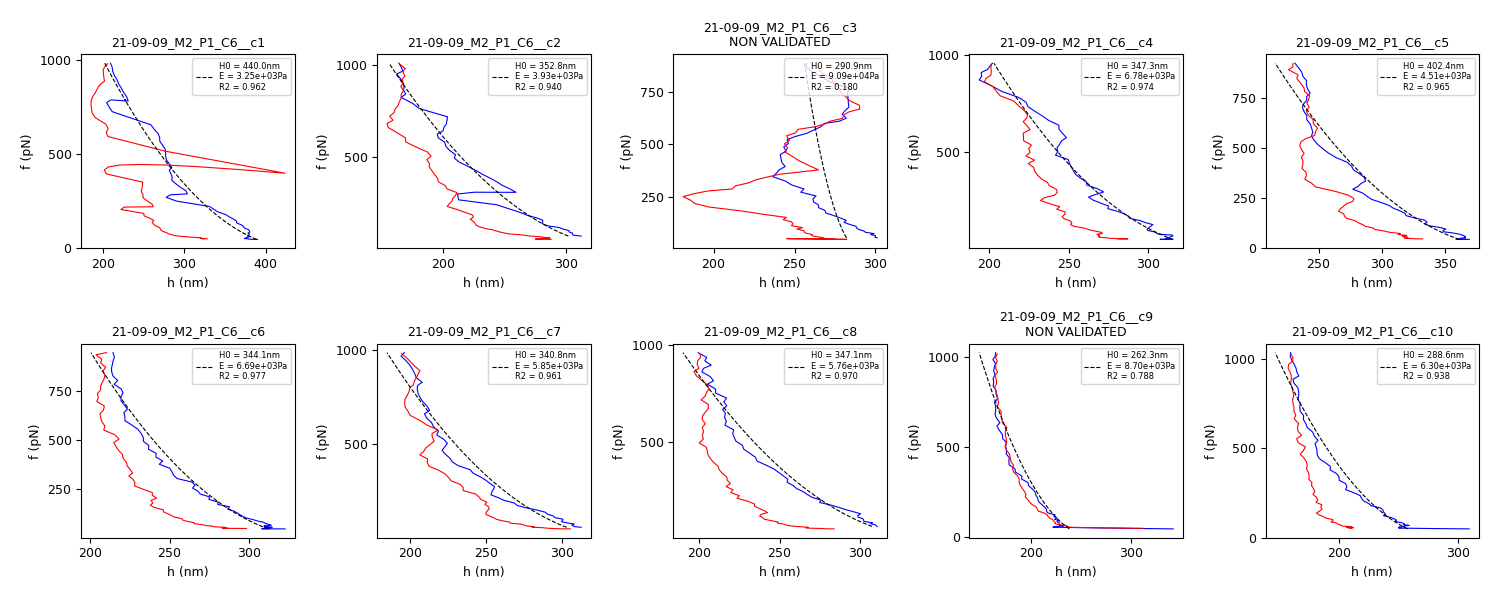 21-09-09_M2_P1_C6__c1
H0 = 440.0nm
E = 3.25e+03Pa
R2 = 0.962
1000
500
0
f (pN)
200 300 400
h (nm)
21-09-09_M2_P1_C6__c2
H0 = 352.8nm
E = 3.93e+03Pa
R2 = 0.940
1000
500
f (pN)
200 300
h (nm)
21-09-09_M2_P1_C6__c3
NON VALIDATED
H0 = 290.9nm
E = 9.09e+04Pa
R2 = 0.180
750
500
250
f (pN)
200 250 300
h (nm)
21-09-09_M2_P1_C6__c4
H0 = 347.3nm
E = 6.78e+03Pa
R2 = 0.974
1000
500
f (pN)
200 250 300
h (nm)
21-09-09_M2_P1_C6__c5
H0 = 402.4nm
E = 4.51e+03Pa
R2 = 0.965
750
500
250
0
f (pN)
250 300 350
h (nm)
21-09-09_M2_P1_C6__c6
H0 = 344.1nm
E = 6.69e+03Pa
R2 = 0.977
750
500
250
f (pN)
200 250 300
h (nm)
21-09-09_M2_P1_C6__c7
H0 = 340.8nm
E = 5.85e+03Pa
R2 = 0.961
1000
500
f (pN)
200 250 300
h (nm)
21-09-09_M2_P1_C6__c8
H0 = 347.1nm
E = 5.76e+03Pa
R2 = 0.970
1000
500
f (pN)
200 250 300
h (nm)
21-09-09_M2_P1_C6__c9
NON VALIDATED
H0 = 262.3nm
E = 8.70e+03Pa
R2 = 0.788
1000
500
0
f (pN)
200 300
h (nm)
21-09-09_M2_P1_C6__c10
H0 = 288.6nm
E = 6.30e+03Pa
R2 = 0.938
1000
500
0
f (pN)
200 300
h (nm)